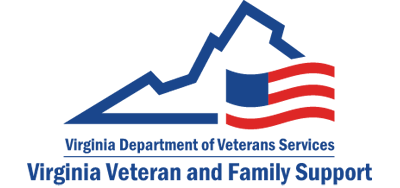 Virginia Department of Veterans Services
Virginia Veteran and Family Support